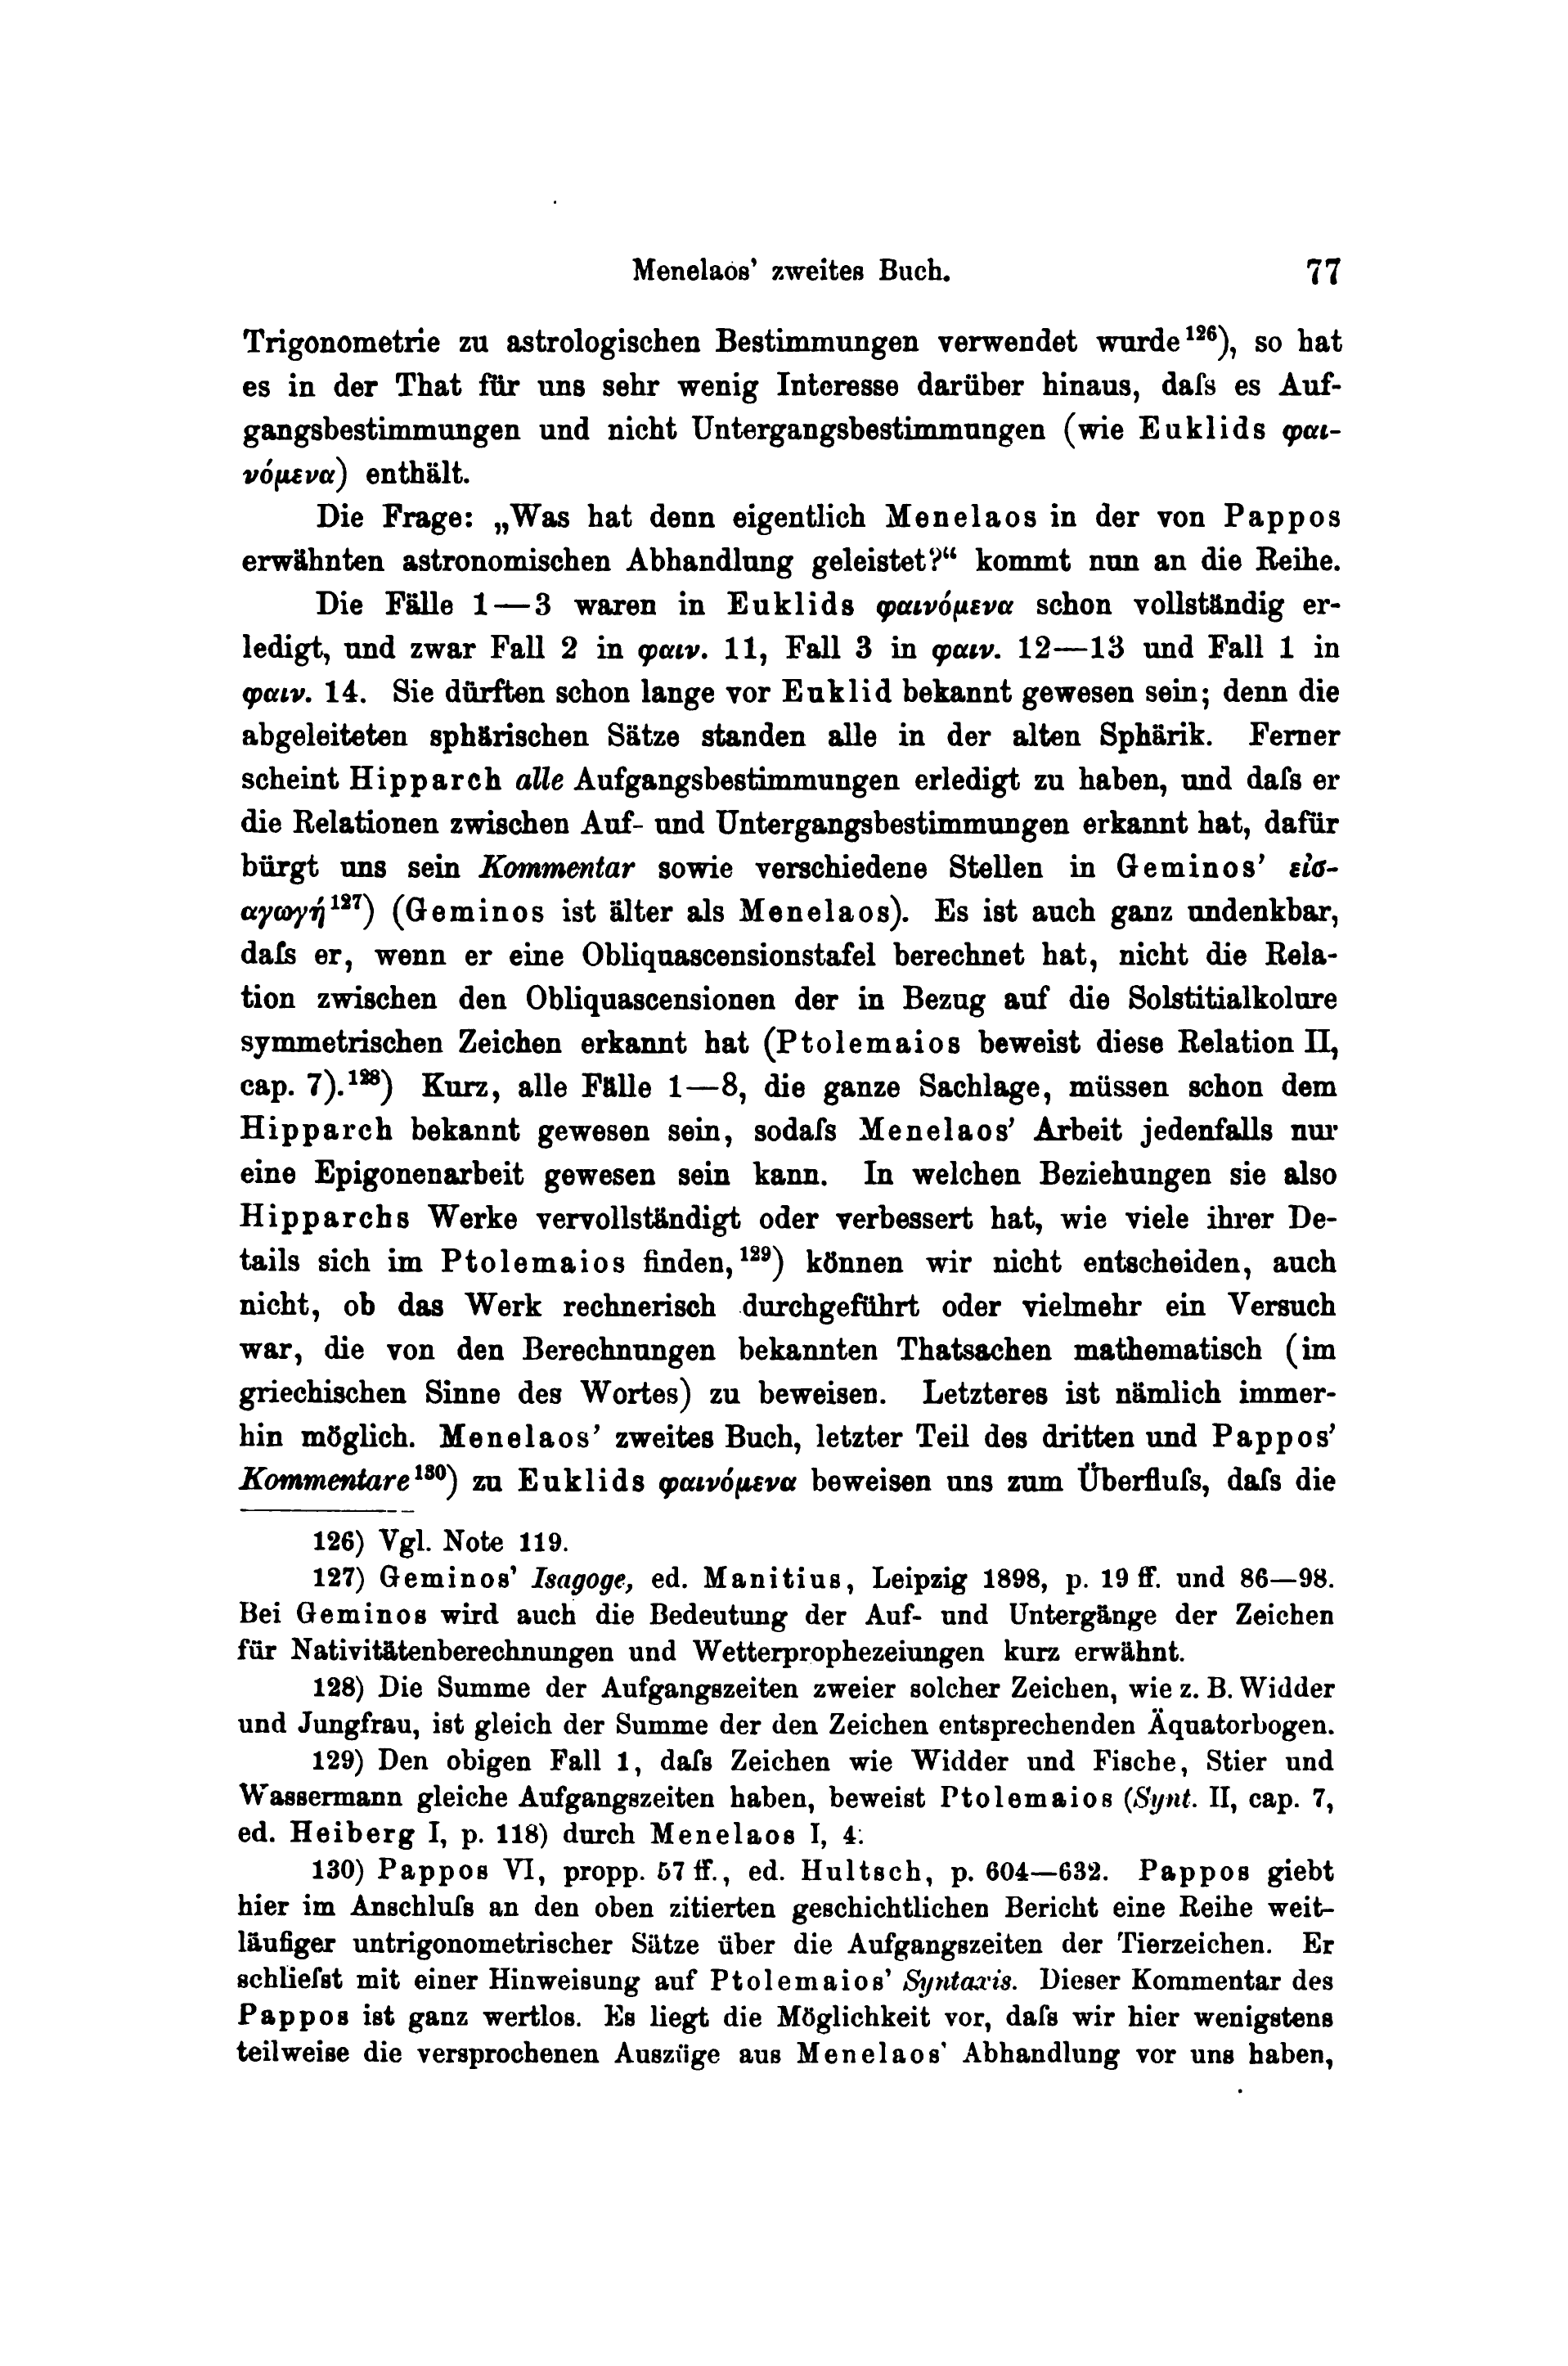 Menelaos' zweites Buch. 77
Trigonometrie zu astrologischen Bestimmungen verwendet wurde¹²⁶), so hat
es in der That für uns sehr wenig Interesse darüber hinaus, daſs es Auf-
gangsbestimmungen und nicht Untergangsbestimmungen (wie Euklids φαι-
νόμενα) enthält.
Die Frage: „Was hat denn eigentlich Menelaos in der von Pappos
erwähnten astronomischen Abhandlung geleistet?“ kommt nun an die Reihe.
Die Fälle 1—3 waren in Euklids φαινόμενα schon vollständig er-
ledigt, und zwar Fall 2 in φαιν. 11, Fall 3 in φαιν. 12—13 und Fall 1 in
φαιν. 14. Sie dürften schon lange vor Euklid bekannt gewesen sein; denn die
abgeleiteten sphärischen Sätze standen alle in der alten Sphärik. Ferner
scheint Hipparch alle Aufgangsbestimmungen erledigt zu haben, und daſs er
die Relationen zwischen Auf- und Untergangsbestimmungen erkannt hat, dafür
bürgt uns sein Kommentar sowie verschiedene Stellen in Geminos' εἰσ-
αγωγή¹²⁷) (Geminos ist älter als Menelaos). Es ist auch ganz undenkbar,
daſs er, wenn er eine Obliquascensionstafel berechnet hat, nicht die Rela-
tion zwischen den Obliquascensionen der in Bezug auf die Solstitialkolure
symmetrischen Zeichen erkannt hat (Ptolemaios beweist diese Relation II,
cap. 7).¹²⁸) Kurz, alle Fälle 1—8, die ganze Sachlage, müssen schon dem
Hipparch bekannt gewesen sein, sodaſs Menelaos' Arbeit jedenfalls nur
eine Epigonenarbeit gewesen sein kann. In welchen Beziehungen sie also
Hipparchs Werke vervollständigt oder verbessert hat, wie viele ihrer De-
tails sich im Ptolemaios finden,¹²⁹) können wir nicht entscheiden, auch
nicht, ob das Werk rechnerisch durchgeführt oder vielmehr ein Versuch
war, die von den Berechnungen bekannten Thatsachen mathematisch (im
griechischen Sinne des Wortes) zu beweisen. Letzteres ist nämlich immer-
hin möglich. Menelaos' zweites Buch, letzter Teil des dritten und Pappos'
Kommentare¹³⁰) zu Euklids φαινόμενα beweisen uns zum Überfluſs, daſs die
126) Vgl. Note 119.
127) Geminos' Isagoge, ed. Manitius, Leipzig 1898, p. 19 ff. und 86—98.
Bei Geminos wird auch die Bedeutung der Auf- und Untergänge der Zeichen
für Nativitätenberechnungen und Wetterprophezeiungen kurz erwähnt.
128) Die Summe der Aufgangszeiten zweier solcher Zeichen, wie z. B. Widder
und Jungfrau, ist gleich der Summe der den Zeichen entsprechenden Äquatorbogen.
129) Den obigen Fall 1, daſs Zeichen wie Widder und Fische, Stier und
Wassermann gleiche Aufgangszeiten haben, beweist Ptolemaios (Synt. II, cap. 7,
ed. Heiberg I, p. 118) durch Menelaos I, 4.
130) Pappos VI, propp. 57 ff., ed. Hultsch, p. 604—632. Pappos giebt
hier im Anschluſs an den oben zitierten geschichtlichen Bericht eine Reihe weit-
läufiger untrigonometrischer Sätze über die Aufgangszeiten der Tierzeichen. Er
schlieſst mit einer Hinweisung auf Ptolemaios' Syntaxis. Dieser Kommentar des
Pappos ist ganz wertlos. Es liegt die Möglichkeit vor, daſs wir hier wenigstens
teilweise die versprochenen Auszüge aus Menelaos' Abhandlung vor uns haben,